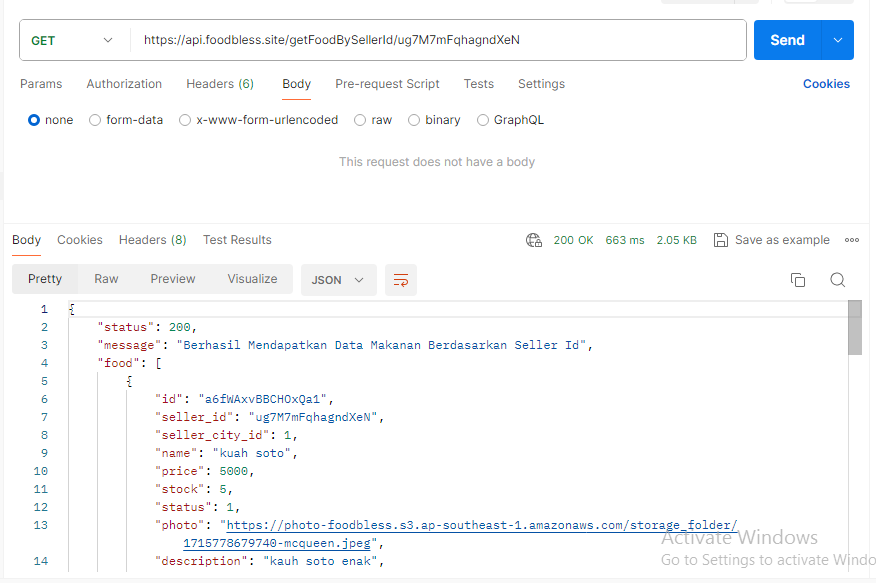 GET https://api.foodbless.site/getFoodBySellerId/ug7M7mFqhagndXeN Send
Params Authorization Headers (6) Body Pre-request Script Tests Settings Cookies
none form-data x-www-form-urlencoded raw binary GraphQL
This request does not have a body
Body Cookies Headers (8) Test Results 200 OK 663 ms 2.05 KB Save as example
Pretty Raw Preview Visualize JSON
1 {
2 "status": 200,
3 "message": "Berhasil Mendapatkan Data Makanan Berdasarkan Seller Id",
4 "food": [
5 {
6 "id": "a6fWAxvBBCHOxQa1",
7 "seller_id": "ug7M7mFqhagndXeN",
8 "seller_city_id": 1,
9 "name": "kuah soto",
10 "price": 5000,
11 "stock": 5,
12 "status": 1,
13 "photo": "https://photo-foodbless.s3.ap-southeast-1.amazonaws.com/storage_folder/
1715778679740-mcqueen.jpeg",
Activate Windows
14 "description": "kauh soto enak",
Go to Settings to activate Windo